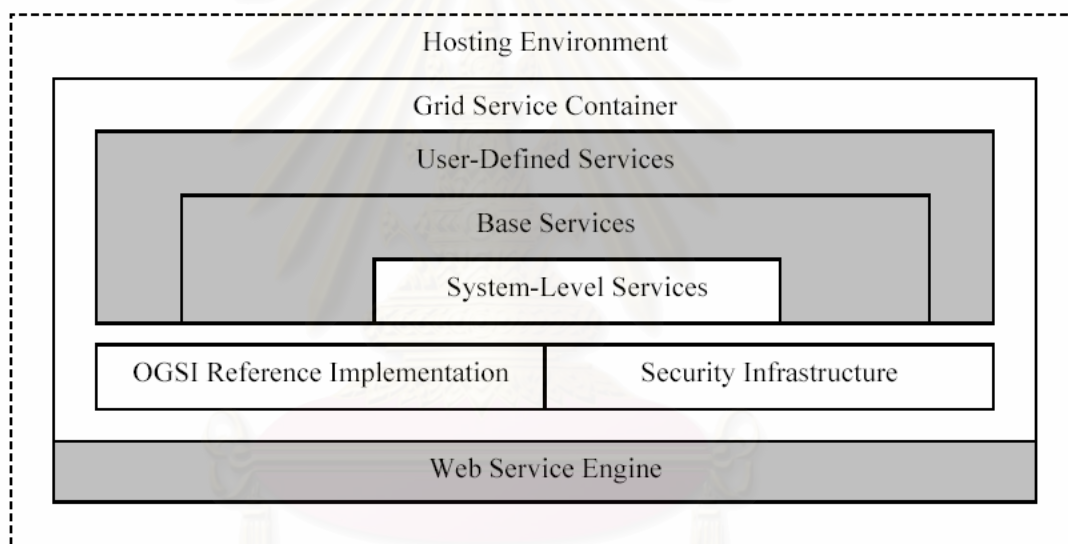 Hosting Environment
Grid Service Container
User-Defined Services
Base Services
System-Level Services
OGSI Reference Implementation
Security Infrastructure
Web Service Engine